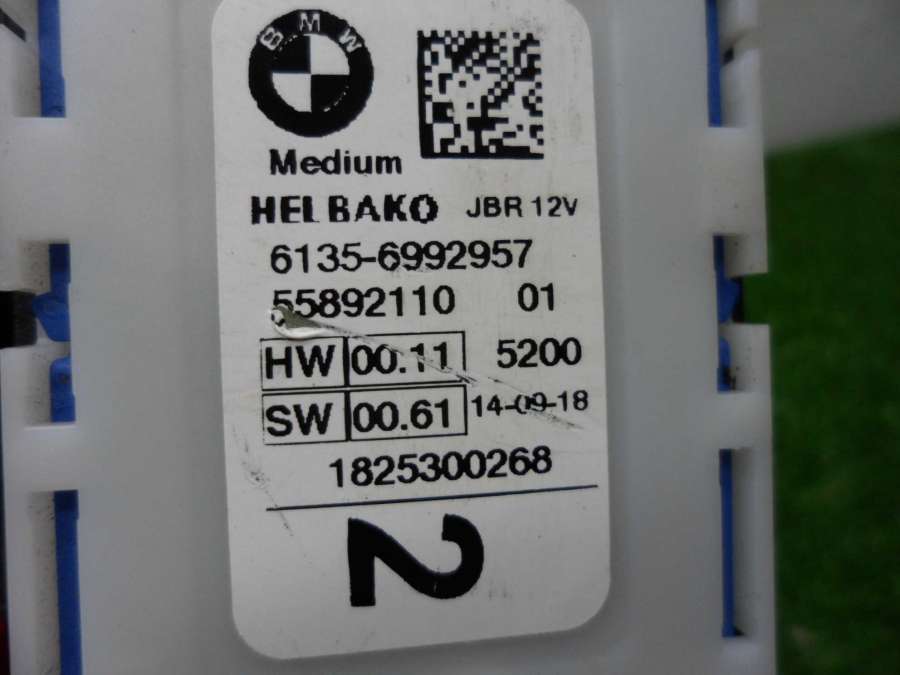 BMW
Medium
HELBAKO JBR 12V
6135-6992957
55892110 01
HW 00.11 5200
SW 00.61 14-09-18
1825300268
2